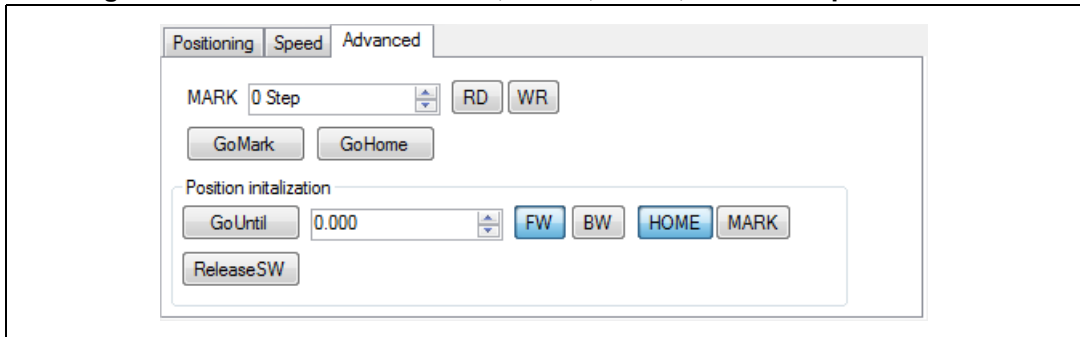 Positioning Speed Advanced
MARK 0 Step RD WR
GoMark GoHome
Position initalization
GoUntil 0.000 FW BW HOME MARK
ReleaseSW